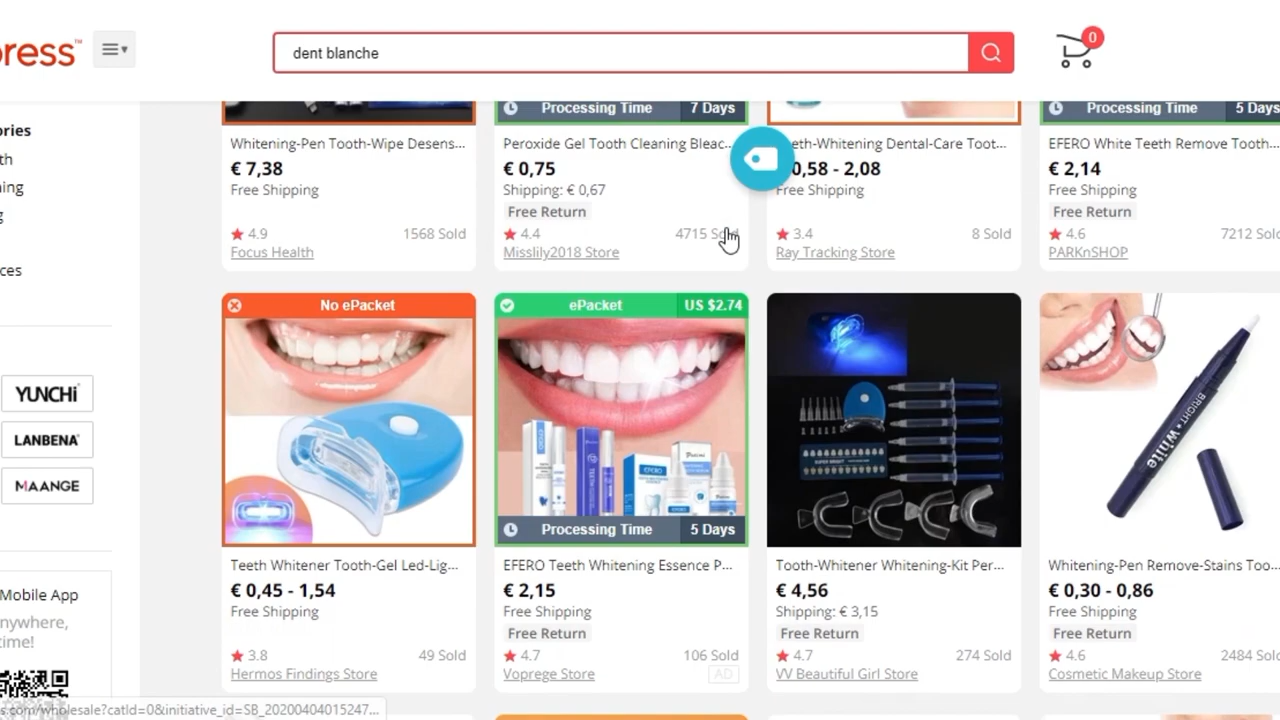 press™
dent blanche
0
ories
th
ning
g
ces
YUNCHi
LANBENA
MAANGE
Mobile App
nywhere,
time!
Whitening-Pen Tooth-Wipe Desens...
€ 7,38
Free Shipping
4.9 1568 Sold
Focus Health
Processing Time 7 Days
Peroxide Gel Tooth Cleaning Bleac...
€ 0,75
Shipping: € 0,67
Free Return
4.4 4715 Sold
Misslily2018 Store
eeth-Whitening Dental-Care Toot...
0,58 - 2,08
Free Shipping
3.4 8 Sold
Ray Tracking Store
Processing Time 5 Days
EFERO White Teeth Remove Tooth...
€ 2,14
Free Shipping
Free Return
4.6 7212 Sold
PARKnSHOP
No ePacket
Teeth Whitener Tooth-Gel Led-Lig...
€ 0,45 - 1,54
Free Shipping
3.8 49 Sold
Hermos Findings Store
ePacket US $2.74
EFERO
EFERO
Processing Time 5 Days
EFERO Teeth Whitening Essence P...
€ 2,15
Free Shipping
Free Return
4.7 106 Sold
Voprege Store AD
Tooth-Whitener Whitening-Kit Per...
€ 4,56
Shipping: € 3,15
Free Return
4.7 274 Sold
VV Beautiful Girl Store
BRIGHT White
Whitening-Pen Remove-Stains Too...
€ 0,30 - 0,86
Free Shipping
Free Return
4.6 2484 Sold
Cosmetic Makeup Store
s.com/wholesale?catId=0&initiative_id=SB_20200404015247...